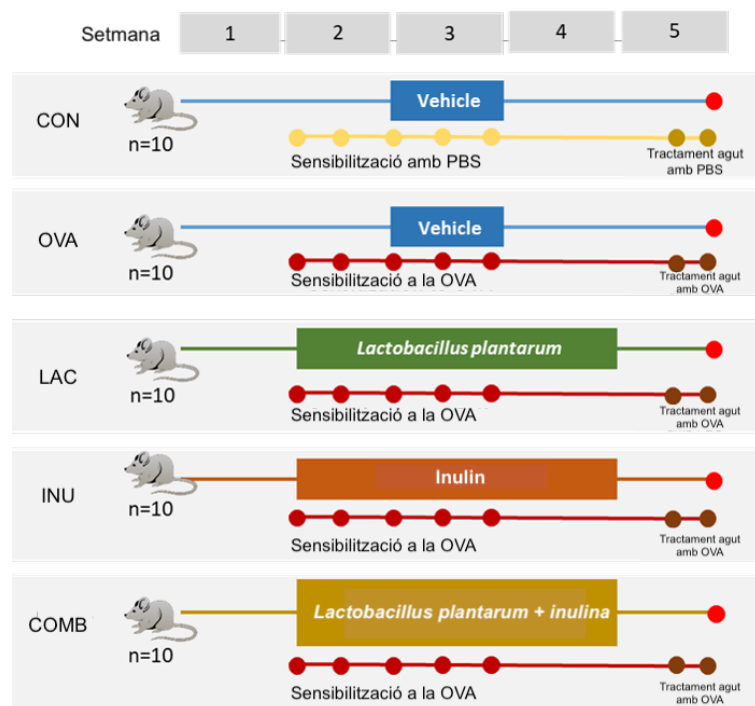 Setmana 1 2 3 4 5
CON
Vehicle
n=10
Sensibilització amb PBS
Tractament agut
amb PBS
OVA
Vehicle
n=10
Sensibilització a la OVA
Tractament agut
amb OVA
LAC
Lactobacillus plantarum
n=10
Sensibilització a la OVA
Tractament agut
amb OVA
INU
Inulin
n=10
Sensibilització a la OVA
Tractament agut
amb OVA
COMB
Lactobacillus plantarum + inulina
n=10
Sensibilització a la OVA
Tractament agut
amb OVA